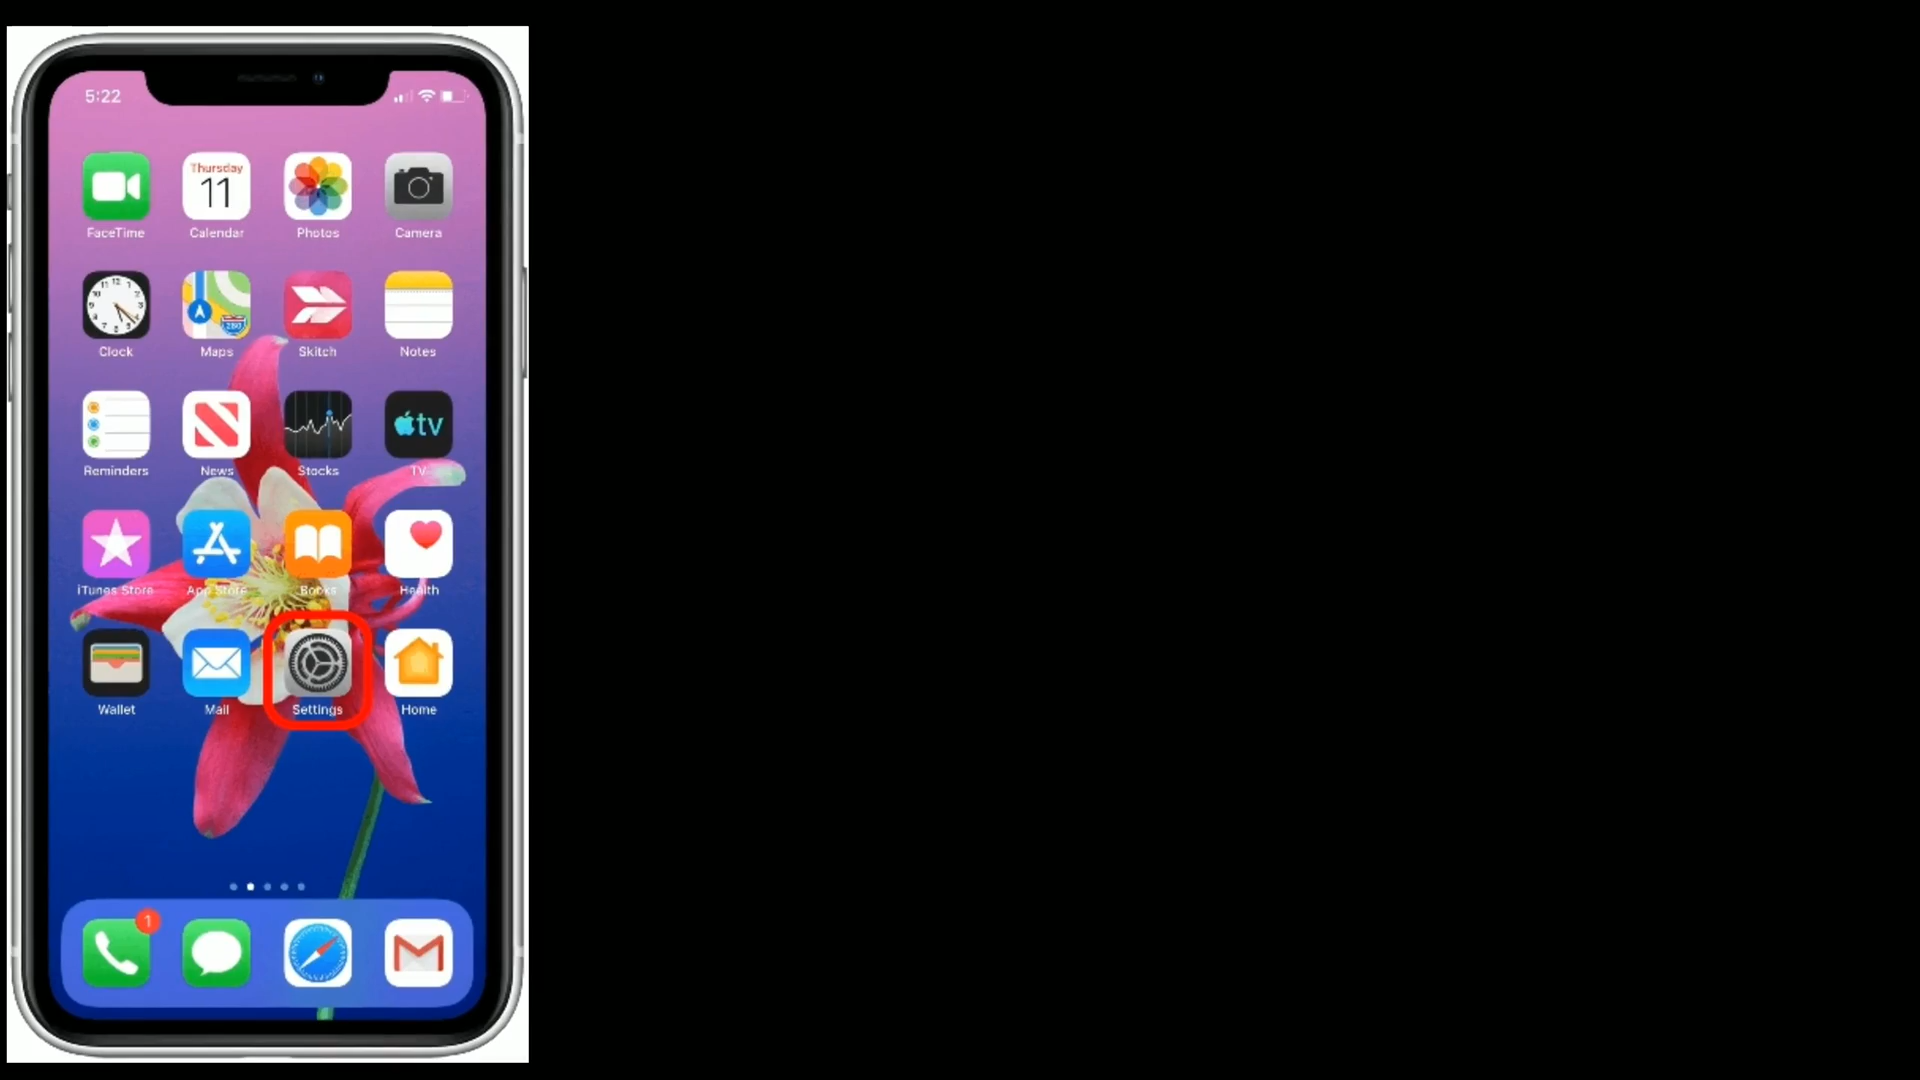 5:22
Thursday
11
FaceTime Calendar Photos Camera
280
Clock Maps Skitch Notes
tv
Reminders News Stocks TV
iTunes Store App Store Books Health
Wallet Mail Settings Home
1